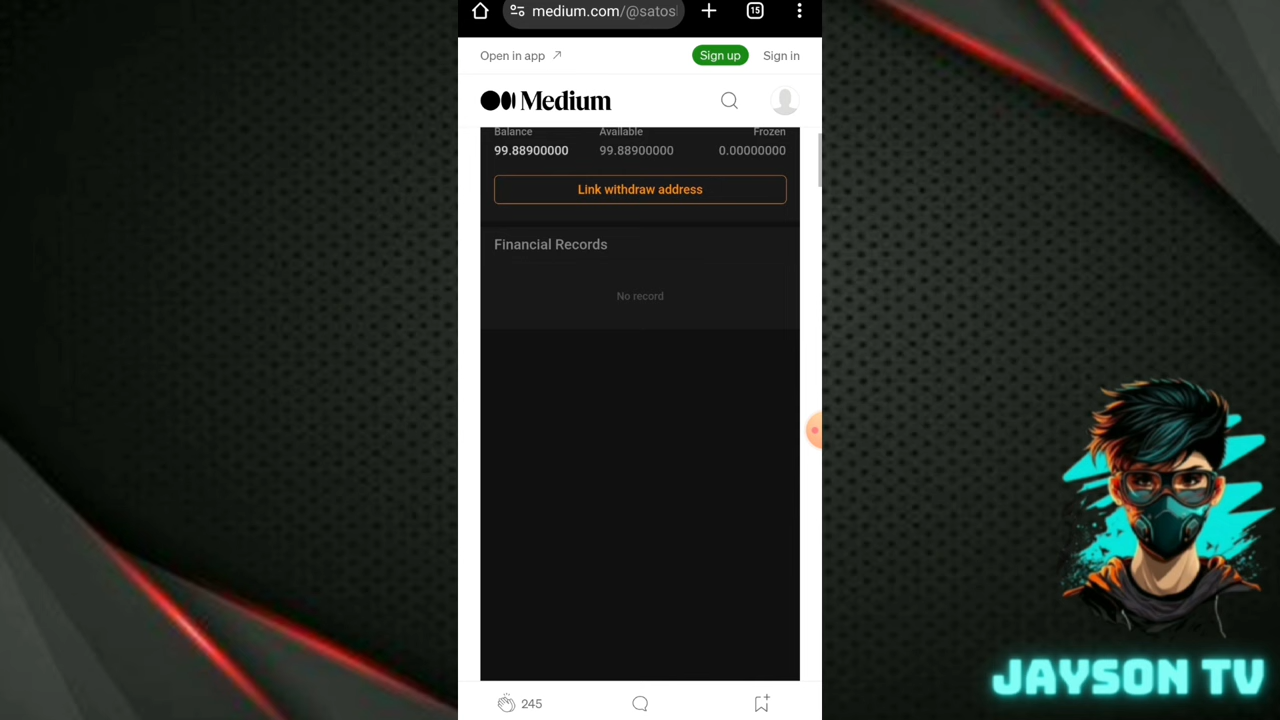 15
medium.com/@satos
Open in app
Sign up
Sign in
Medium
Balance
Available
Frozen
99.88900000
99.88900000
0.00000000
Link withdraw address
Financial Records
No record
245
JAYSON TV